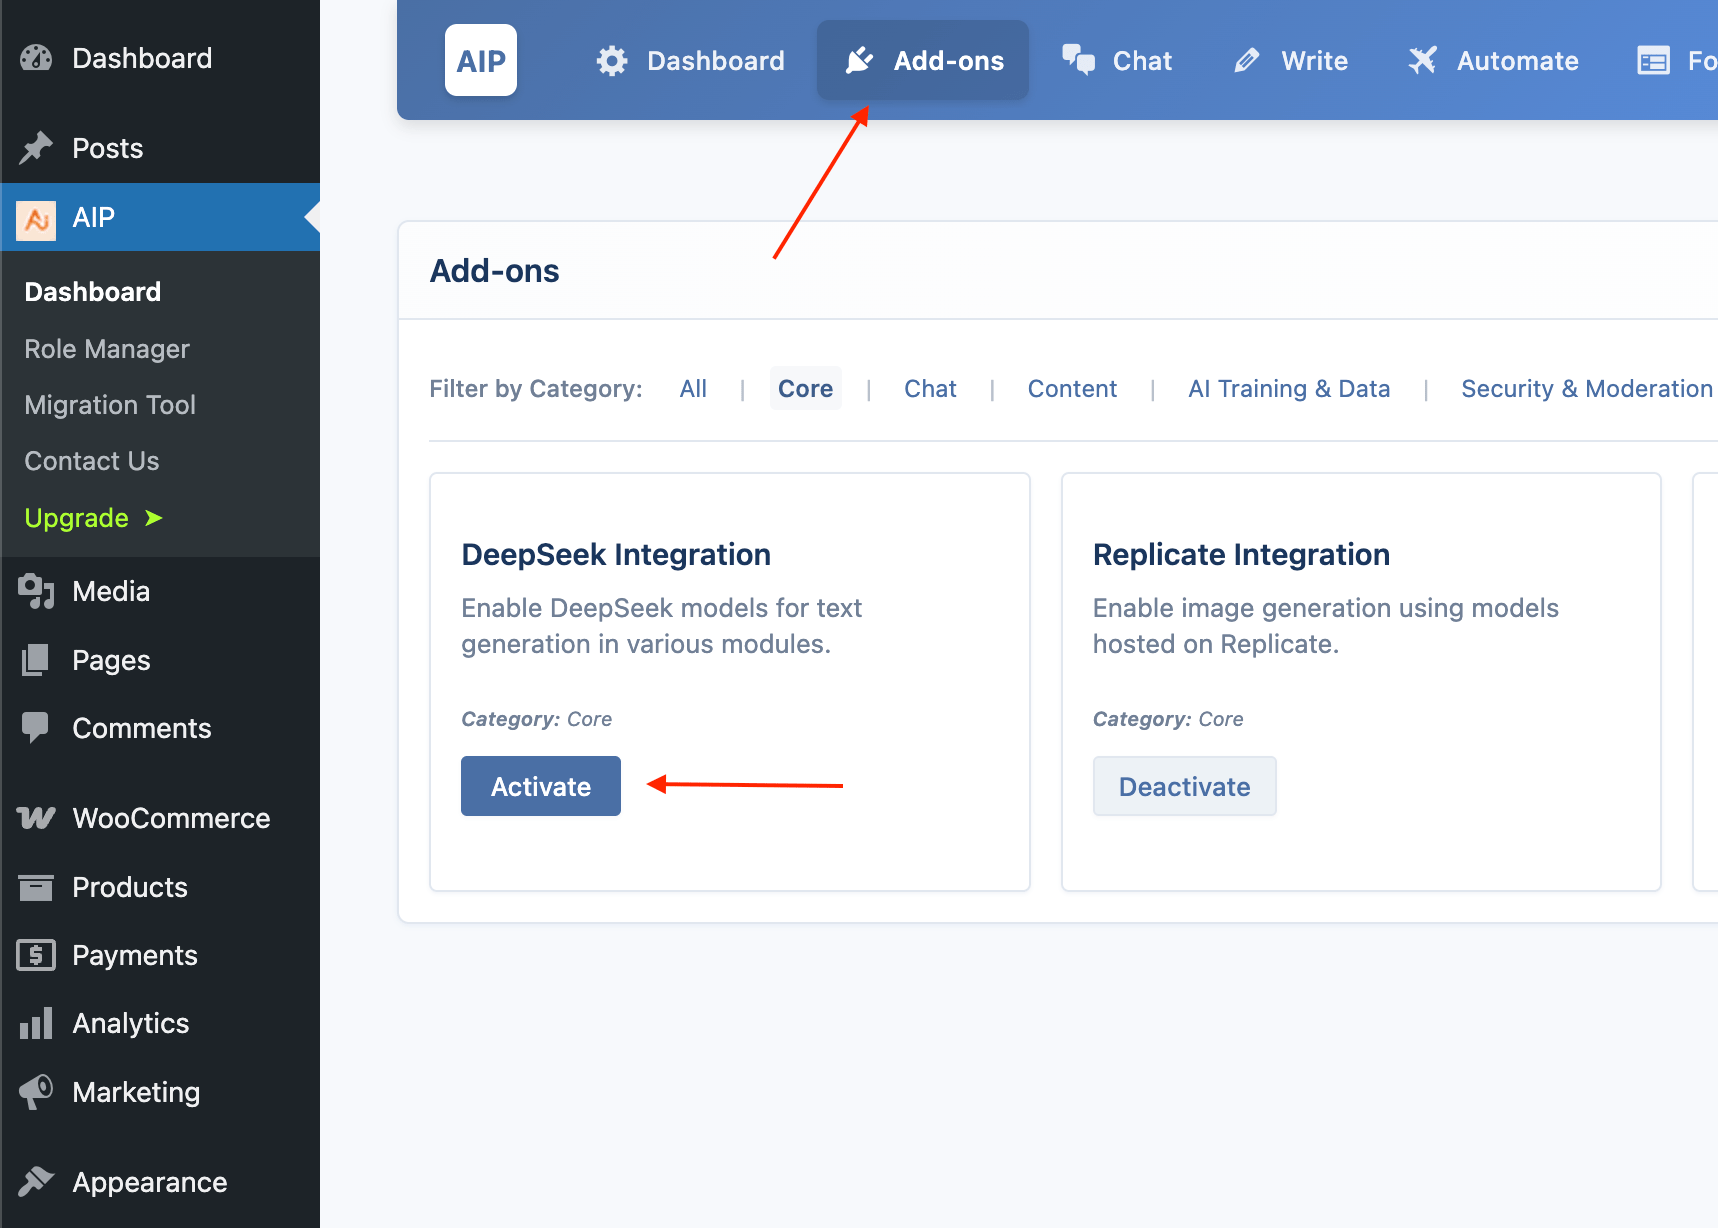 Dashboard
Posts
AIP
Dashboard
Role Manager
Migration Tool
Contact Us
Upgrade ➤
Media
Pages
Comments
WooCommerce
Products
Payments
Analytics
Marketing
Appearance
AIP
Dashboard
Add-ons
Chat
Write
Automate
Fo
Add-ons
Filter by Category: All | Core | Chat | Content | AI Training & Data | Security & Moderation
DeepSeek Integration
Enable DeepSeek models for text
generation in various modules.
Category: Core
Activate
Replicate Integration
Enable image generation using models
hosted on Replicate.
Category: Core
Deactivate